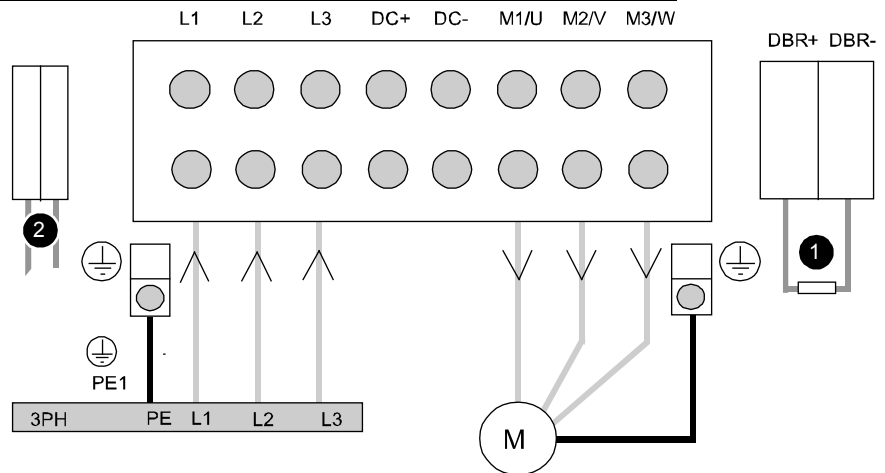 L1 L2 L3 DC+ DC- M1/U M2/V M3/W
DBR+ DBR-
2
1
PE1
3PH PE L1 L2 L3
M